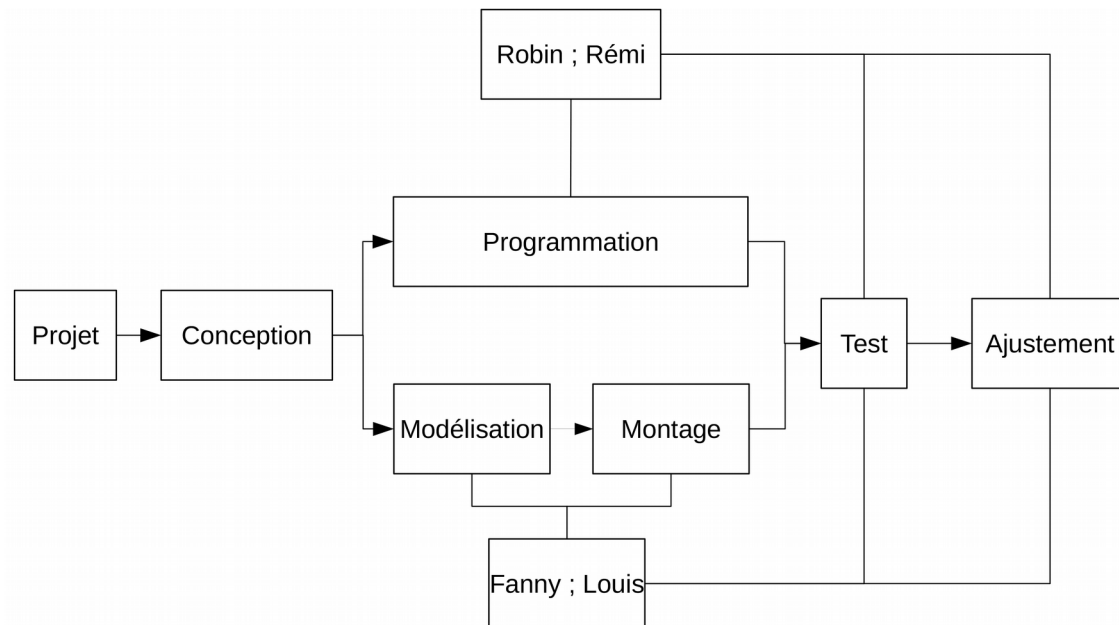 Robin ; Rémi
Programmation
Projet
Conception
Test
Ajustement
Modélisation
Montage
Fanny ; Louis